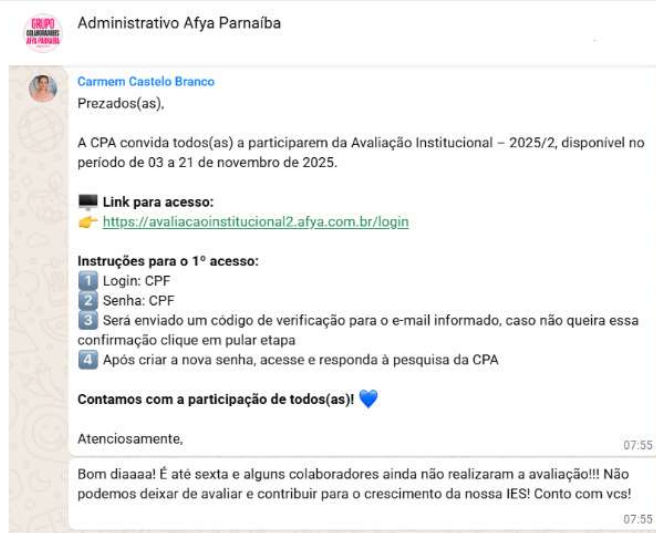 GRUPO
COLABORADORES
AFYA PARNAÍBA
Administrativo Afya Parnaíba
Carmem Castelo Branco
Prezados(as),
A CPA convida todos(as) a participarem da Avaliação Institucional – 2025/2, disponível no
período de 03 a 21 de novembro de 2025.
🖥️ Link para acesso:
👉 https://avaliacaoinstitucional2.afya.com.br/login
Instruções para o 1º acesso:
1️⃣ Login: CPF
2️⃣ Senha: CPF
3️⃣ Será enviado um código de verificação para o e-mail informado, caso não queira essa
confirmação clique em pular etapa
4️⃣ Após criar a nova senha, acesse e responda à pesquisa da CPA
Contamos com a participação de todos(as)! 💙
Atenciosamente,
07:55
Bom diaaaa! É até sexta e alguns colaboradores ainda não realizaram a avaliação!!! Não
podemos deixar de avaliar e contribuir para o crescimento da nossa IES! Conto com vcs!
07:55